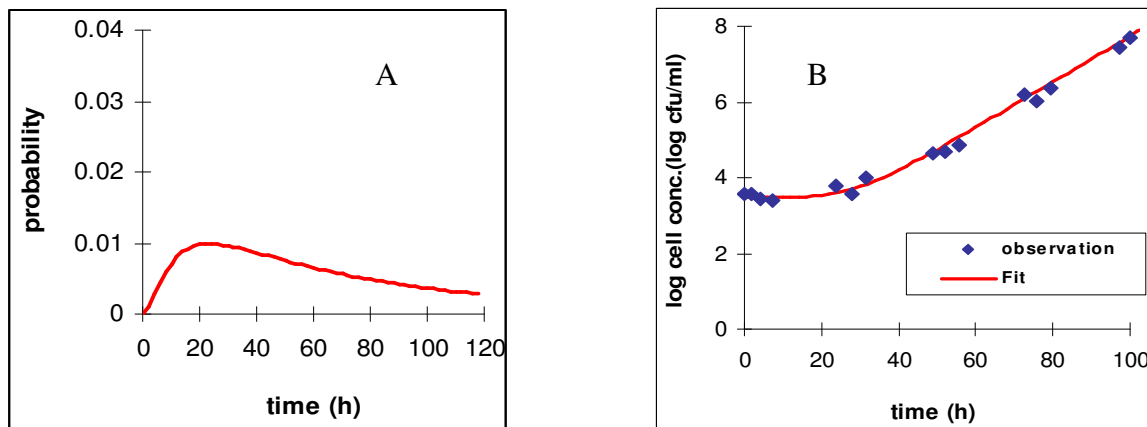 0.04
0.03
0.02
0.01
0
probability
A
0 20 40 60 80 100 120
time (h)
8
6
4
2
0
log cell conc.(log cfu/ml)
B
observation
Fit
0 20 40 60 80 100
time (h)